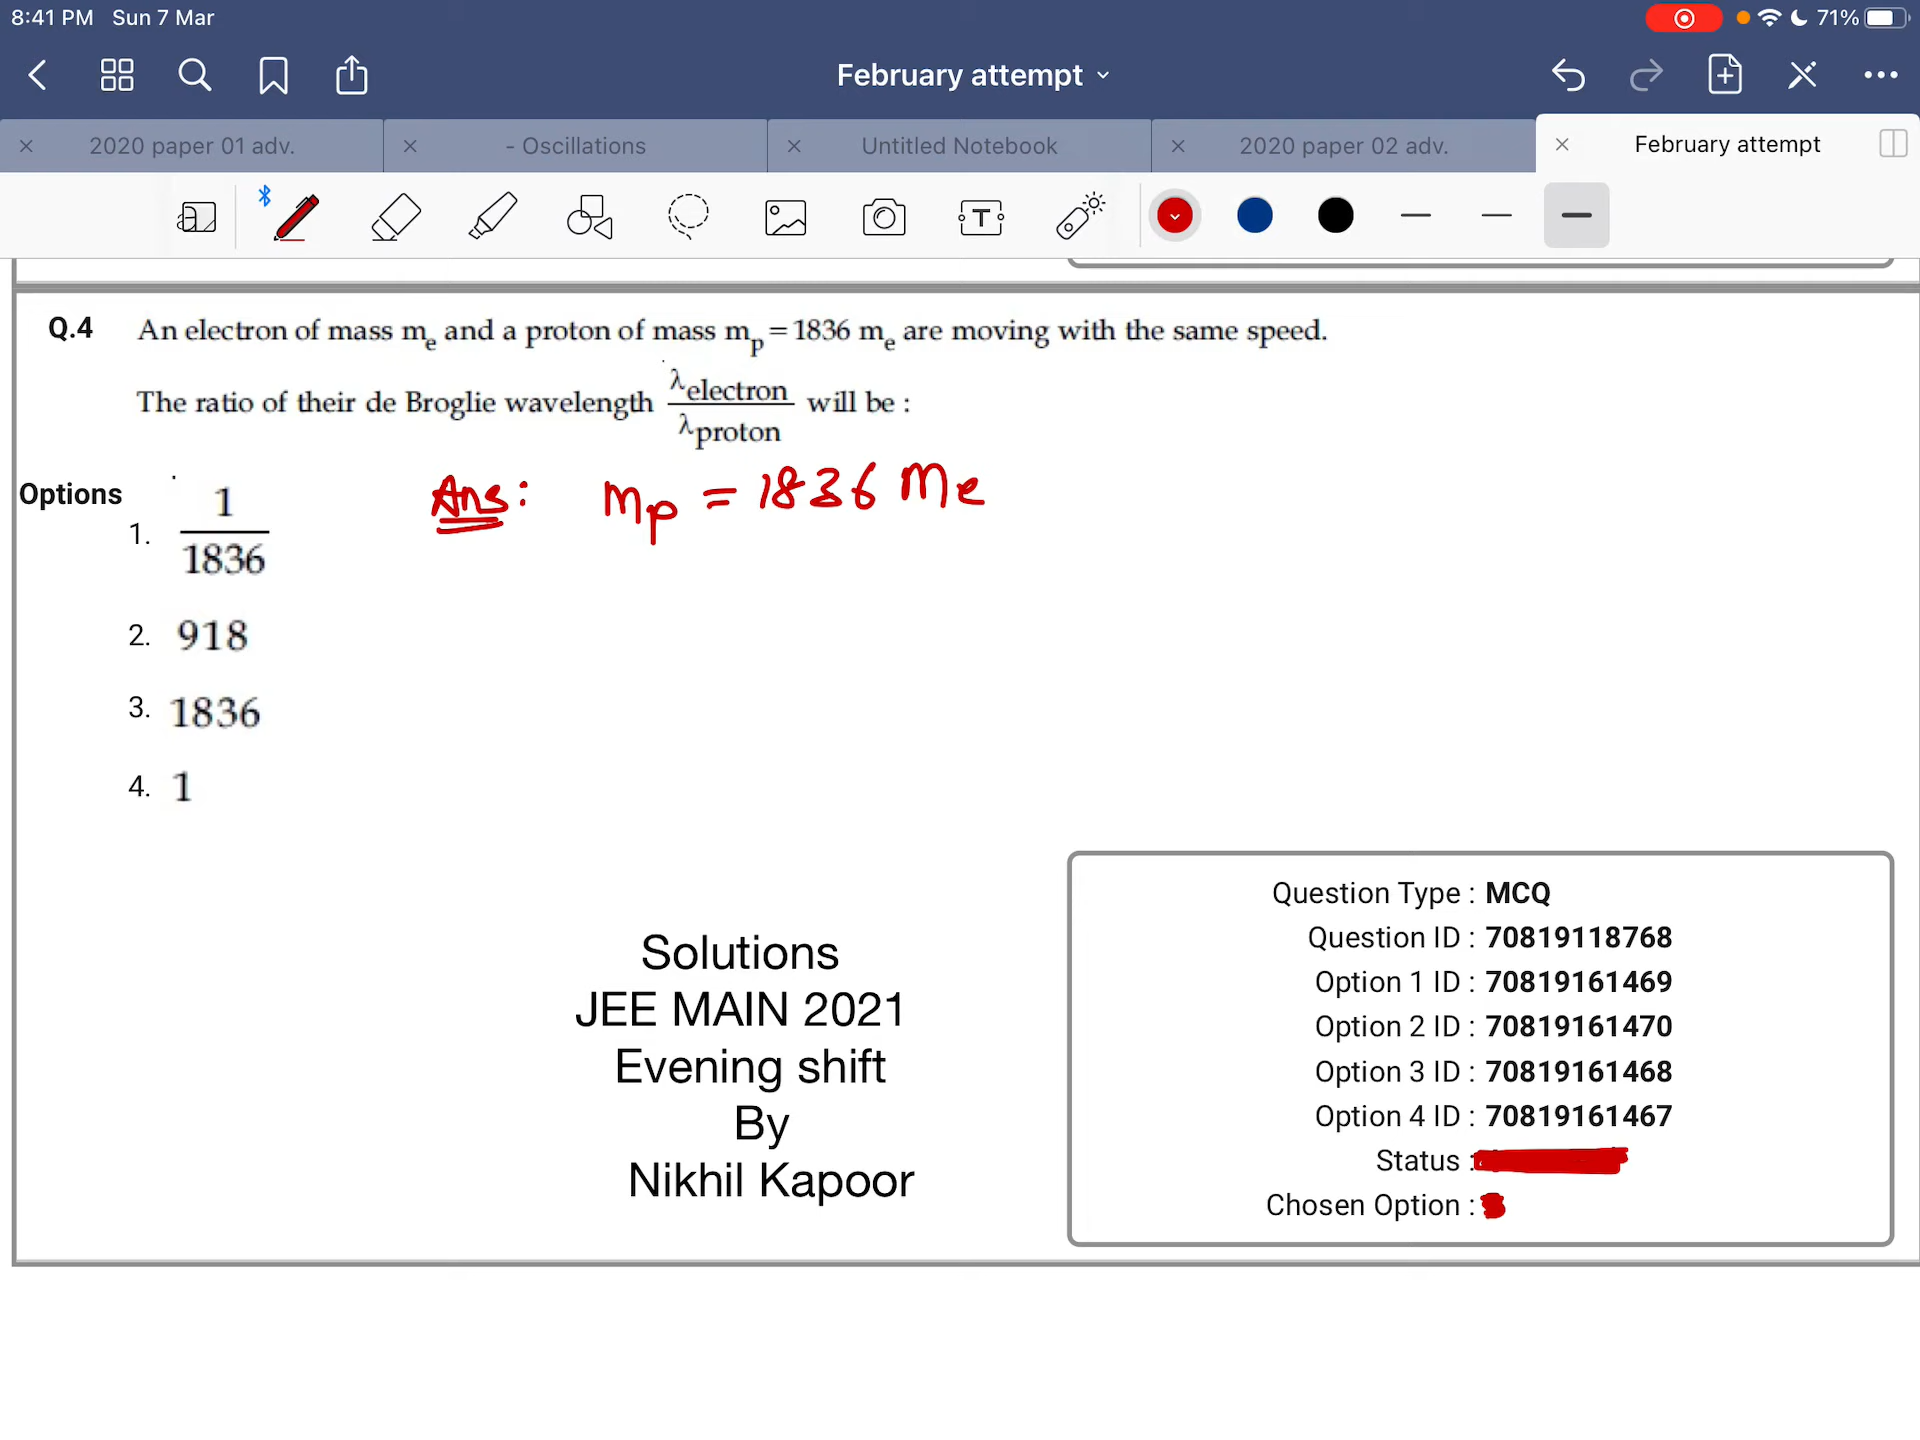 8:41 PM Sun 7 Mar
71%
February attempt
2020 paper 01 adv.
- Oscillations
Untitled Notebook
2020 paper 02 adv.
February attempt
Q.4 An electron of mass mₑ and a proton of mass mₚ = 1836 mₑ are moving with the same speed.
The ratio of their de Broglie wavelength λelectron/λproton will be :
Options
1. 1/1836
2. 918
3. 1836
4. 1
Ans: mp = 1836 Me
Solutions
JEE MAIN 2021
Evening shift
By
Nikhil Kapoor
Question Type : MCQ
Question ID : 70819118768
Option 1 ID : 70819161469
Option 2 ID : 70819161470
Option 3 ID : 70819161468
Option 4 ID : 70819161467
Status :
Chosen Option :